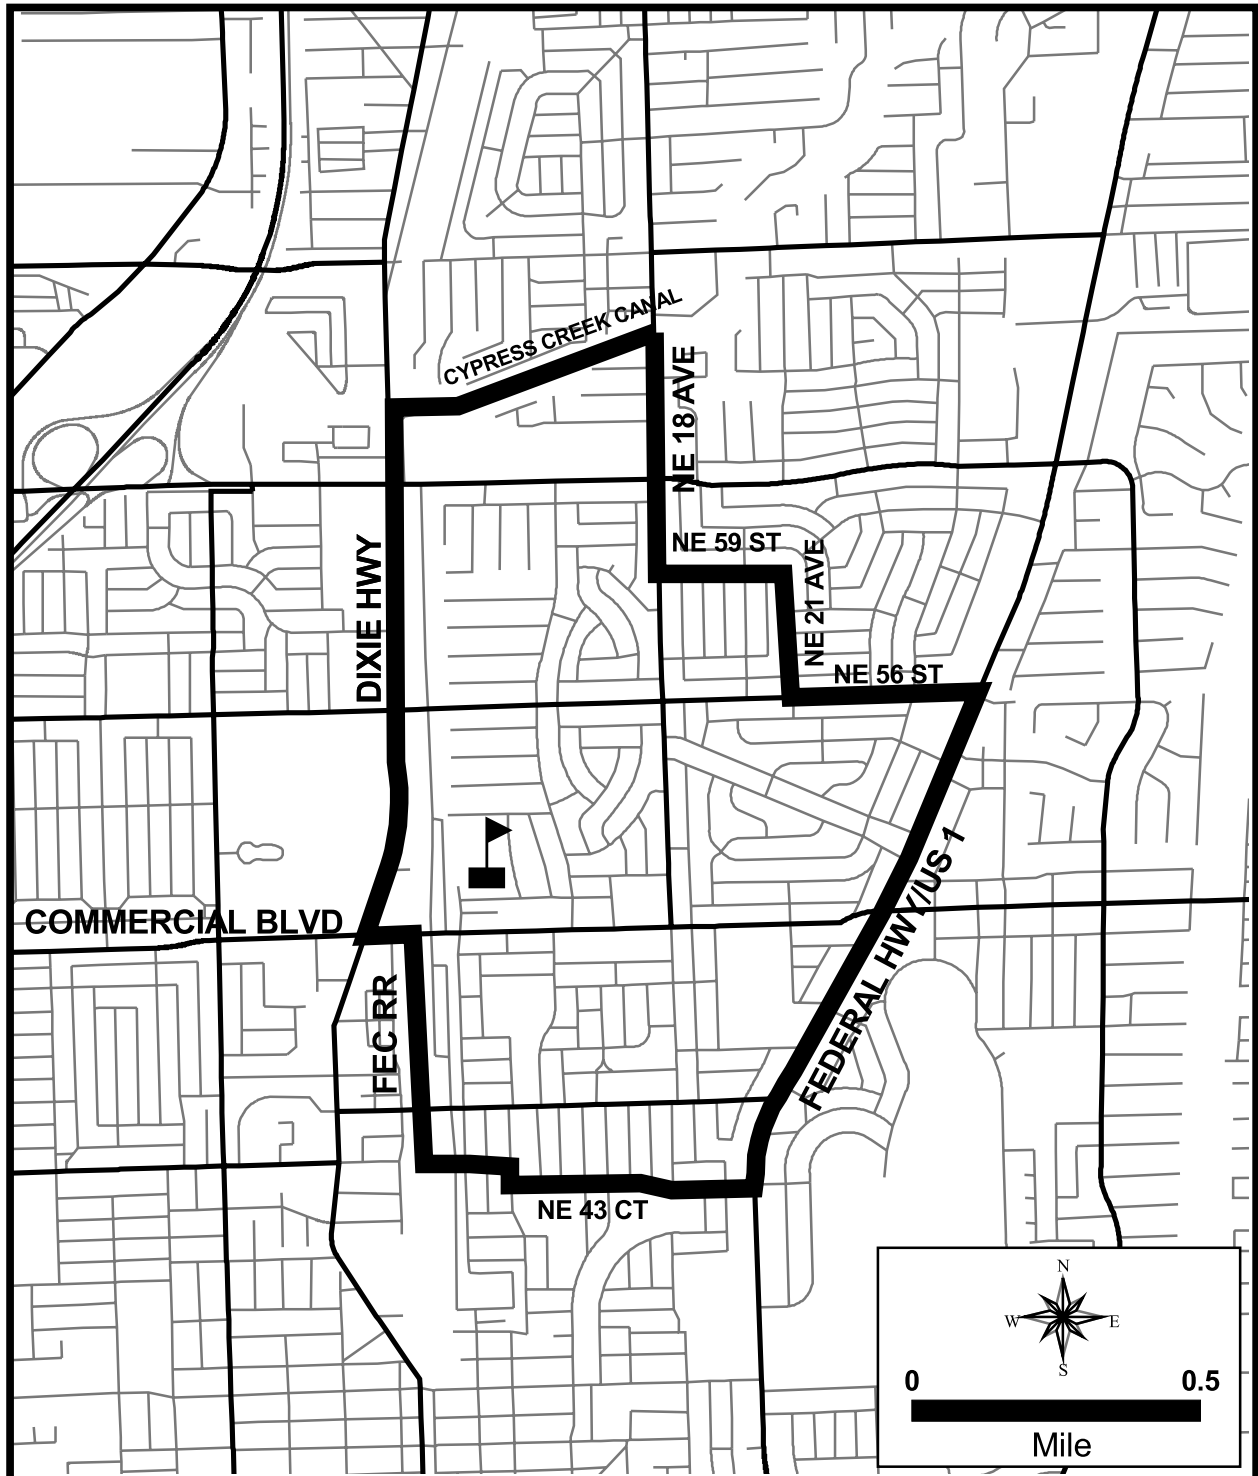 CYPRESS CREEK CANAL
NE 18 AVE
NE 59 ST
NE 21 AVE
DIXIE HWY
NE 56 ST
FEDERAL HWY/US 1
COMMERCIAL BLVD
FEC RR
NE 43 CT
N
W
E
S
0 0.5
Mile